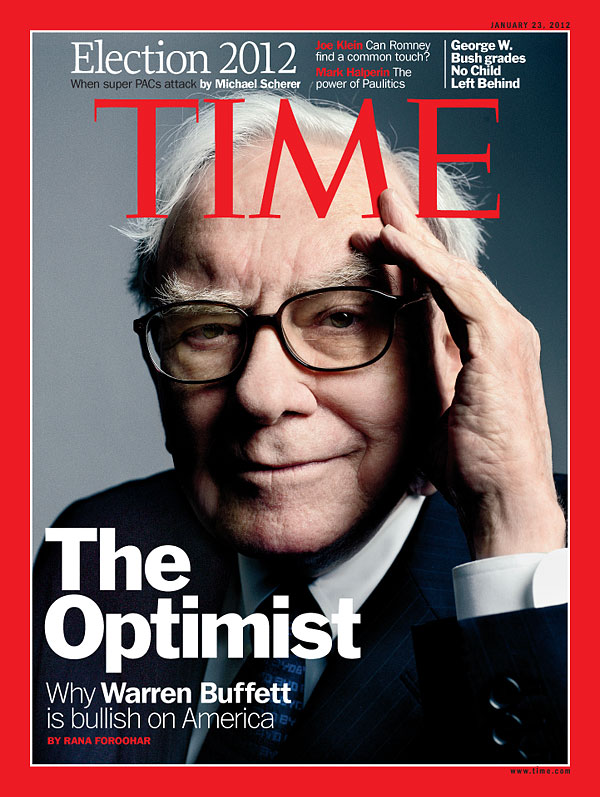 JANUARY 23, 2012
Election 2012
When super PACs attack by Michael Scherer
Joe Klein Can Romney
find a common touch?
Mark Halperin The
power of Paulitics
George W.
Bush grades
No Child
Left Behind
TIME
The
Optimist
Why Warren Buffett
is bullish on America
BY RANA FOROOHAR
www.time.com